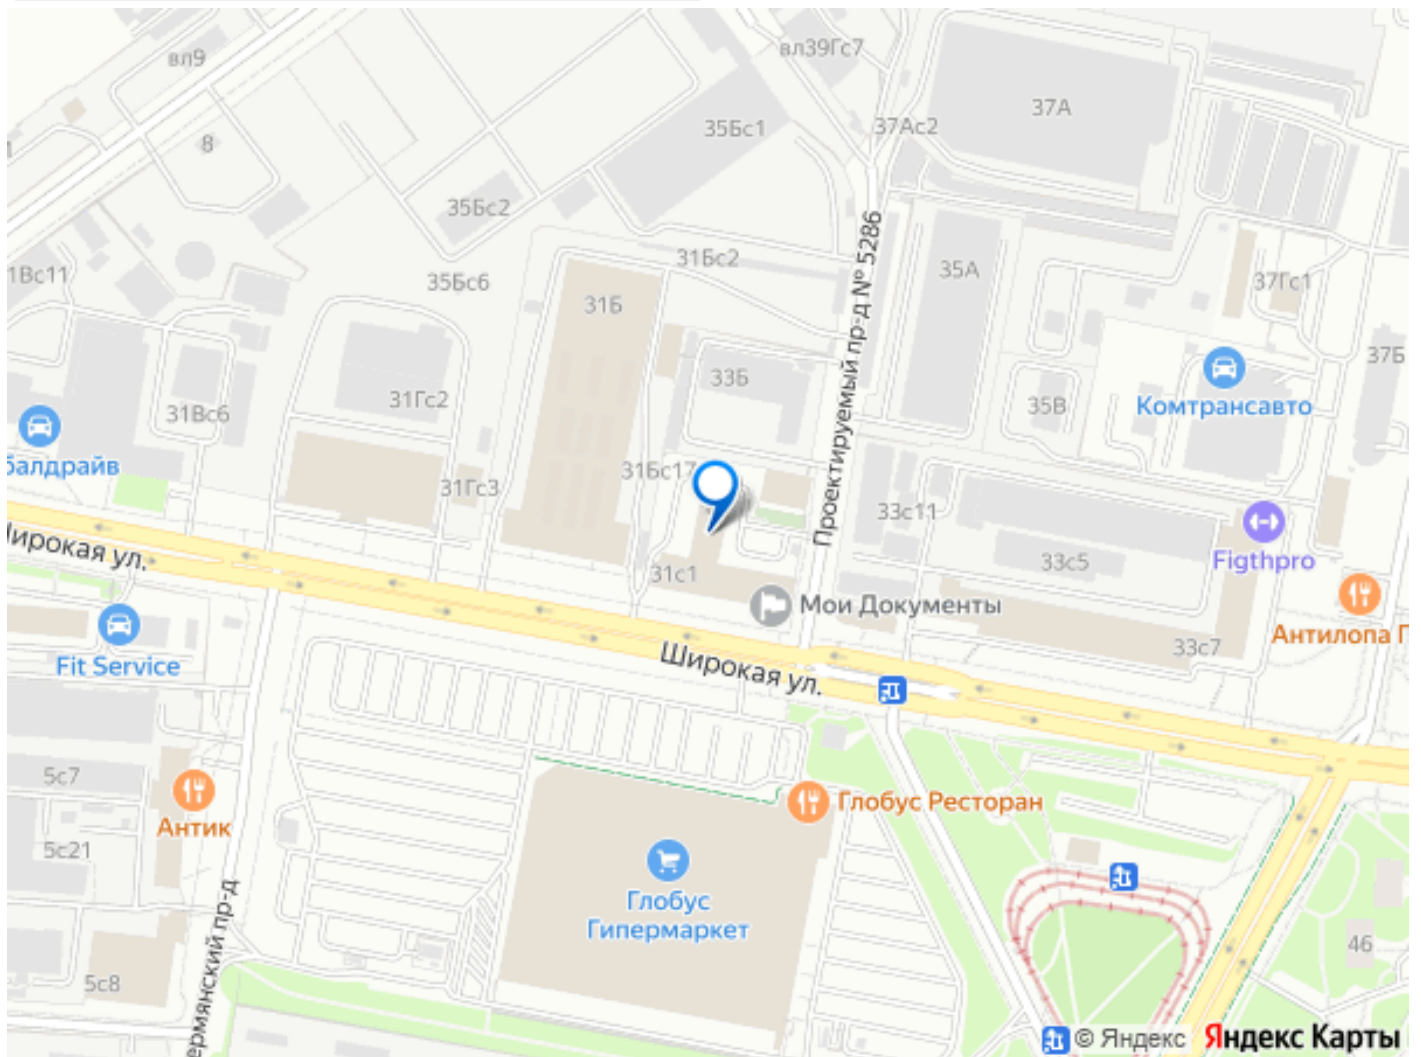 вл9
вл39Гс7
8
35Бс1
37Ас2
37А
35Бс2
Проектируемый пр-д № 5286
1Вс11
35Бс6
31Бс2
35А
37Гс1
31Б
33Б
37Б
31Вс6
31Гс2
35В
Комтрансавто
балдрайв
31Гс3
31Бс17
33с11
Figthpro
Широкая ул.
31с1
33с5
Мои Документы
Антилопа Г
Fit Service
Широкая ул.
33с7
5с7
Антик
Глобус Ресторан
5с21
Глобус
Гипермаркет
ермянский пр-д
46
5с8
© Яндекс Яндекс Карты